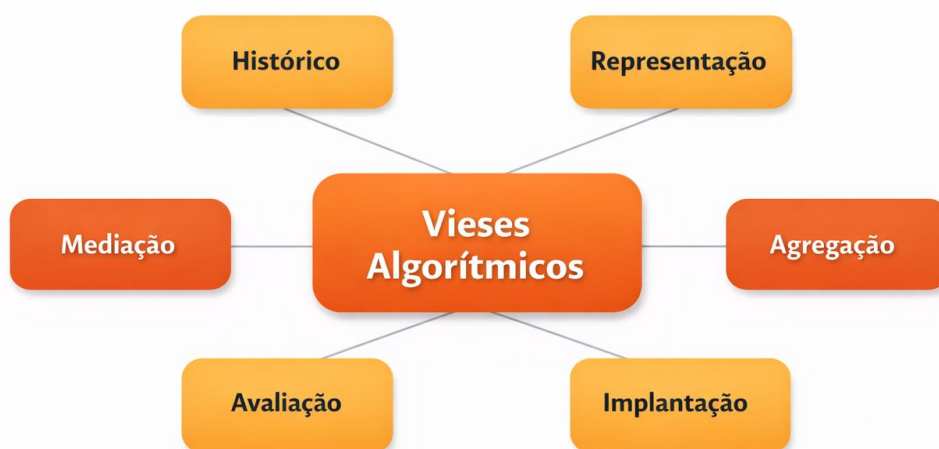 Histórico
Representação
Mediação
Vieses
Algorítmicos
Agregação
Avaliação
Implantação